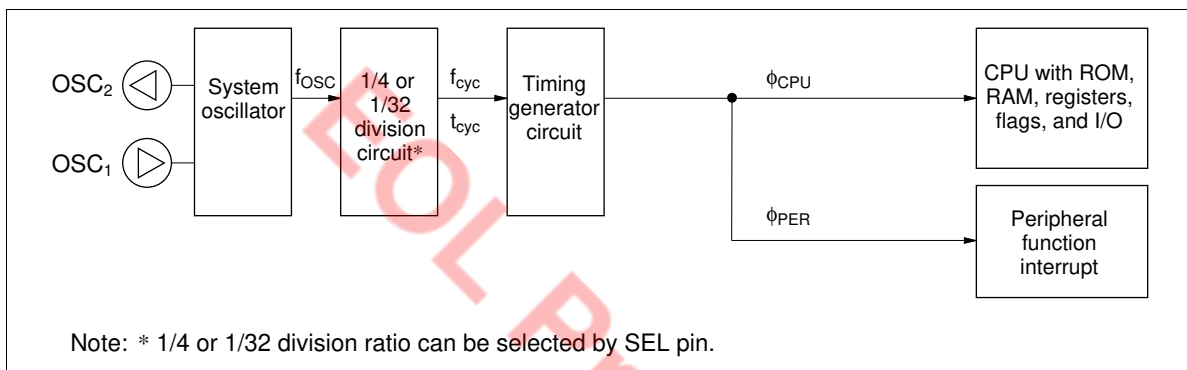 OSC₂
OSC₁
System
oscillator
fOSC
1/4 or
1/32
division
circuit*
fcyc
tcyc
Timing
generator
circuit
ϕCPU
CPU with ROM,
RAM, registers,
flags, and I/O
ϕPER
Peripheral
function
interrupt
Note: * 1/4 or 1/32 division ratio can be selected by SEL pin.
EOL Pr